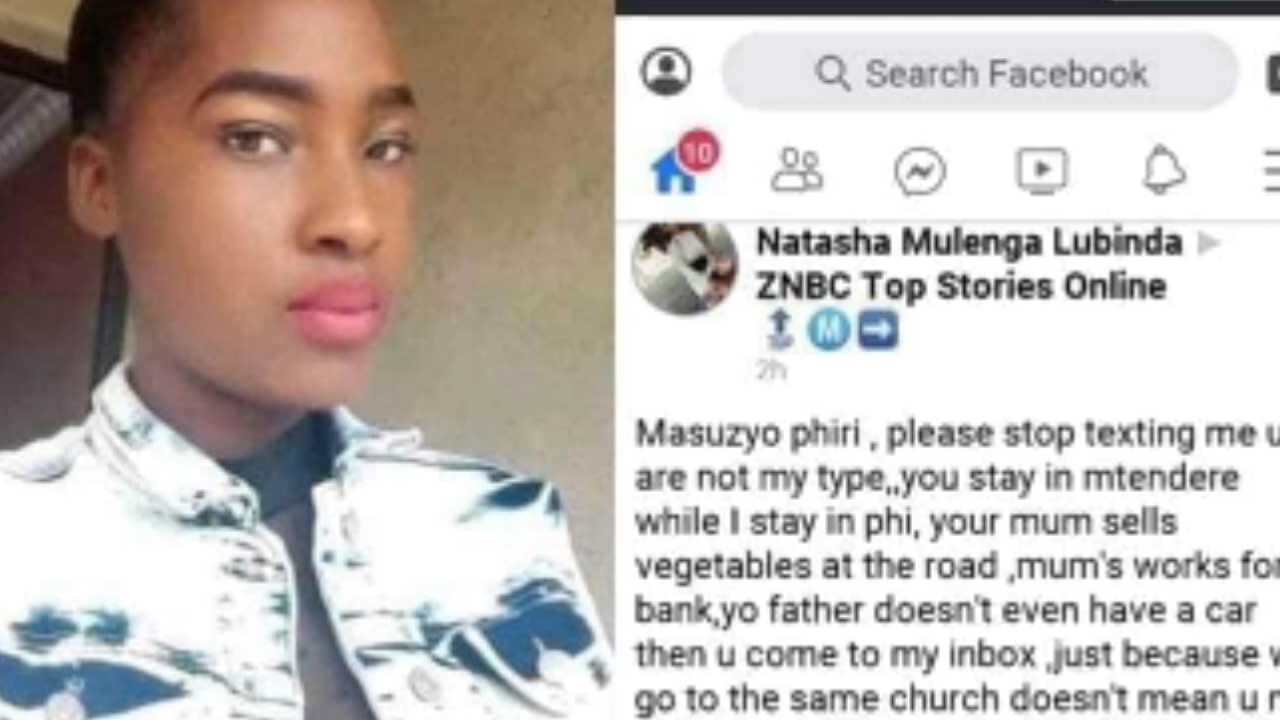 Search Facebook
10
Natasha Mulenga Lubinda
ZNBC Top Stories Online
M
2h
Masuzyo phiri , please stop texting me u
are not my type,,you stay in mtendere
while I stay in phi, your mum sells
vegetables at the road ,mum's works for
bank,yo father doesn't even have a car
then u come to my inbox ,just because
go to the same church doesn't mean u